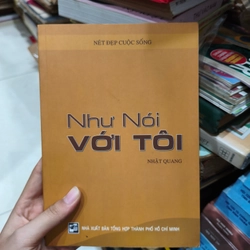 NÉT ĐẸP CUỘC SỐNG
Như Nói
VỚI TÔI
NHẬT QUANG
NHÀ XUẤT BẢN TỔNG HỢP THÀNH PHỐ HỒ CHÍ MINH